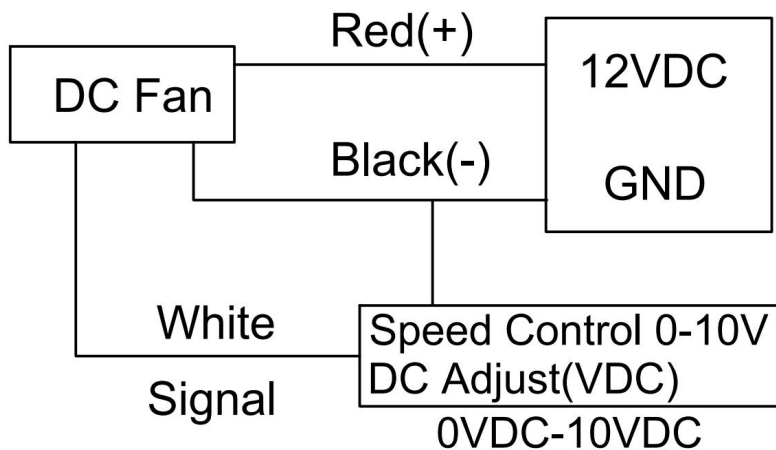 Red(+)
DC Fan
12VDC
Black(-)
GND
White
Signal
Speed Control 0-10V
DC Adjust(VDC)
0VDC-10VDC